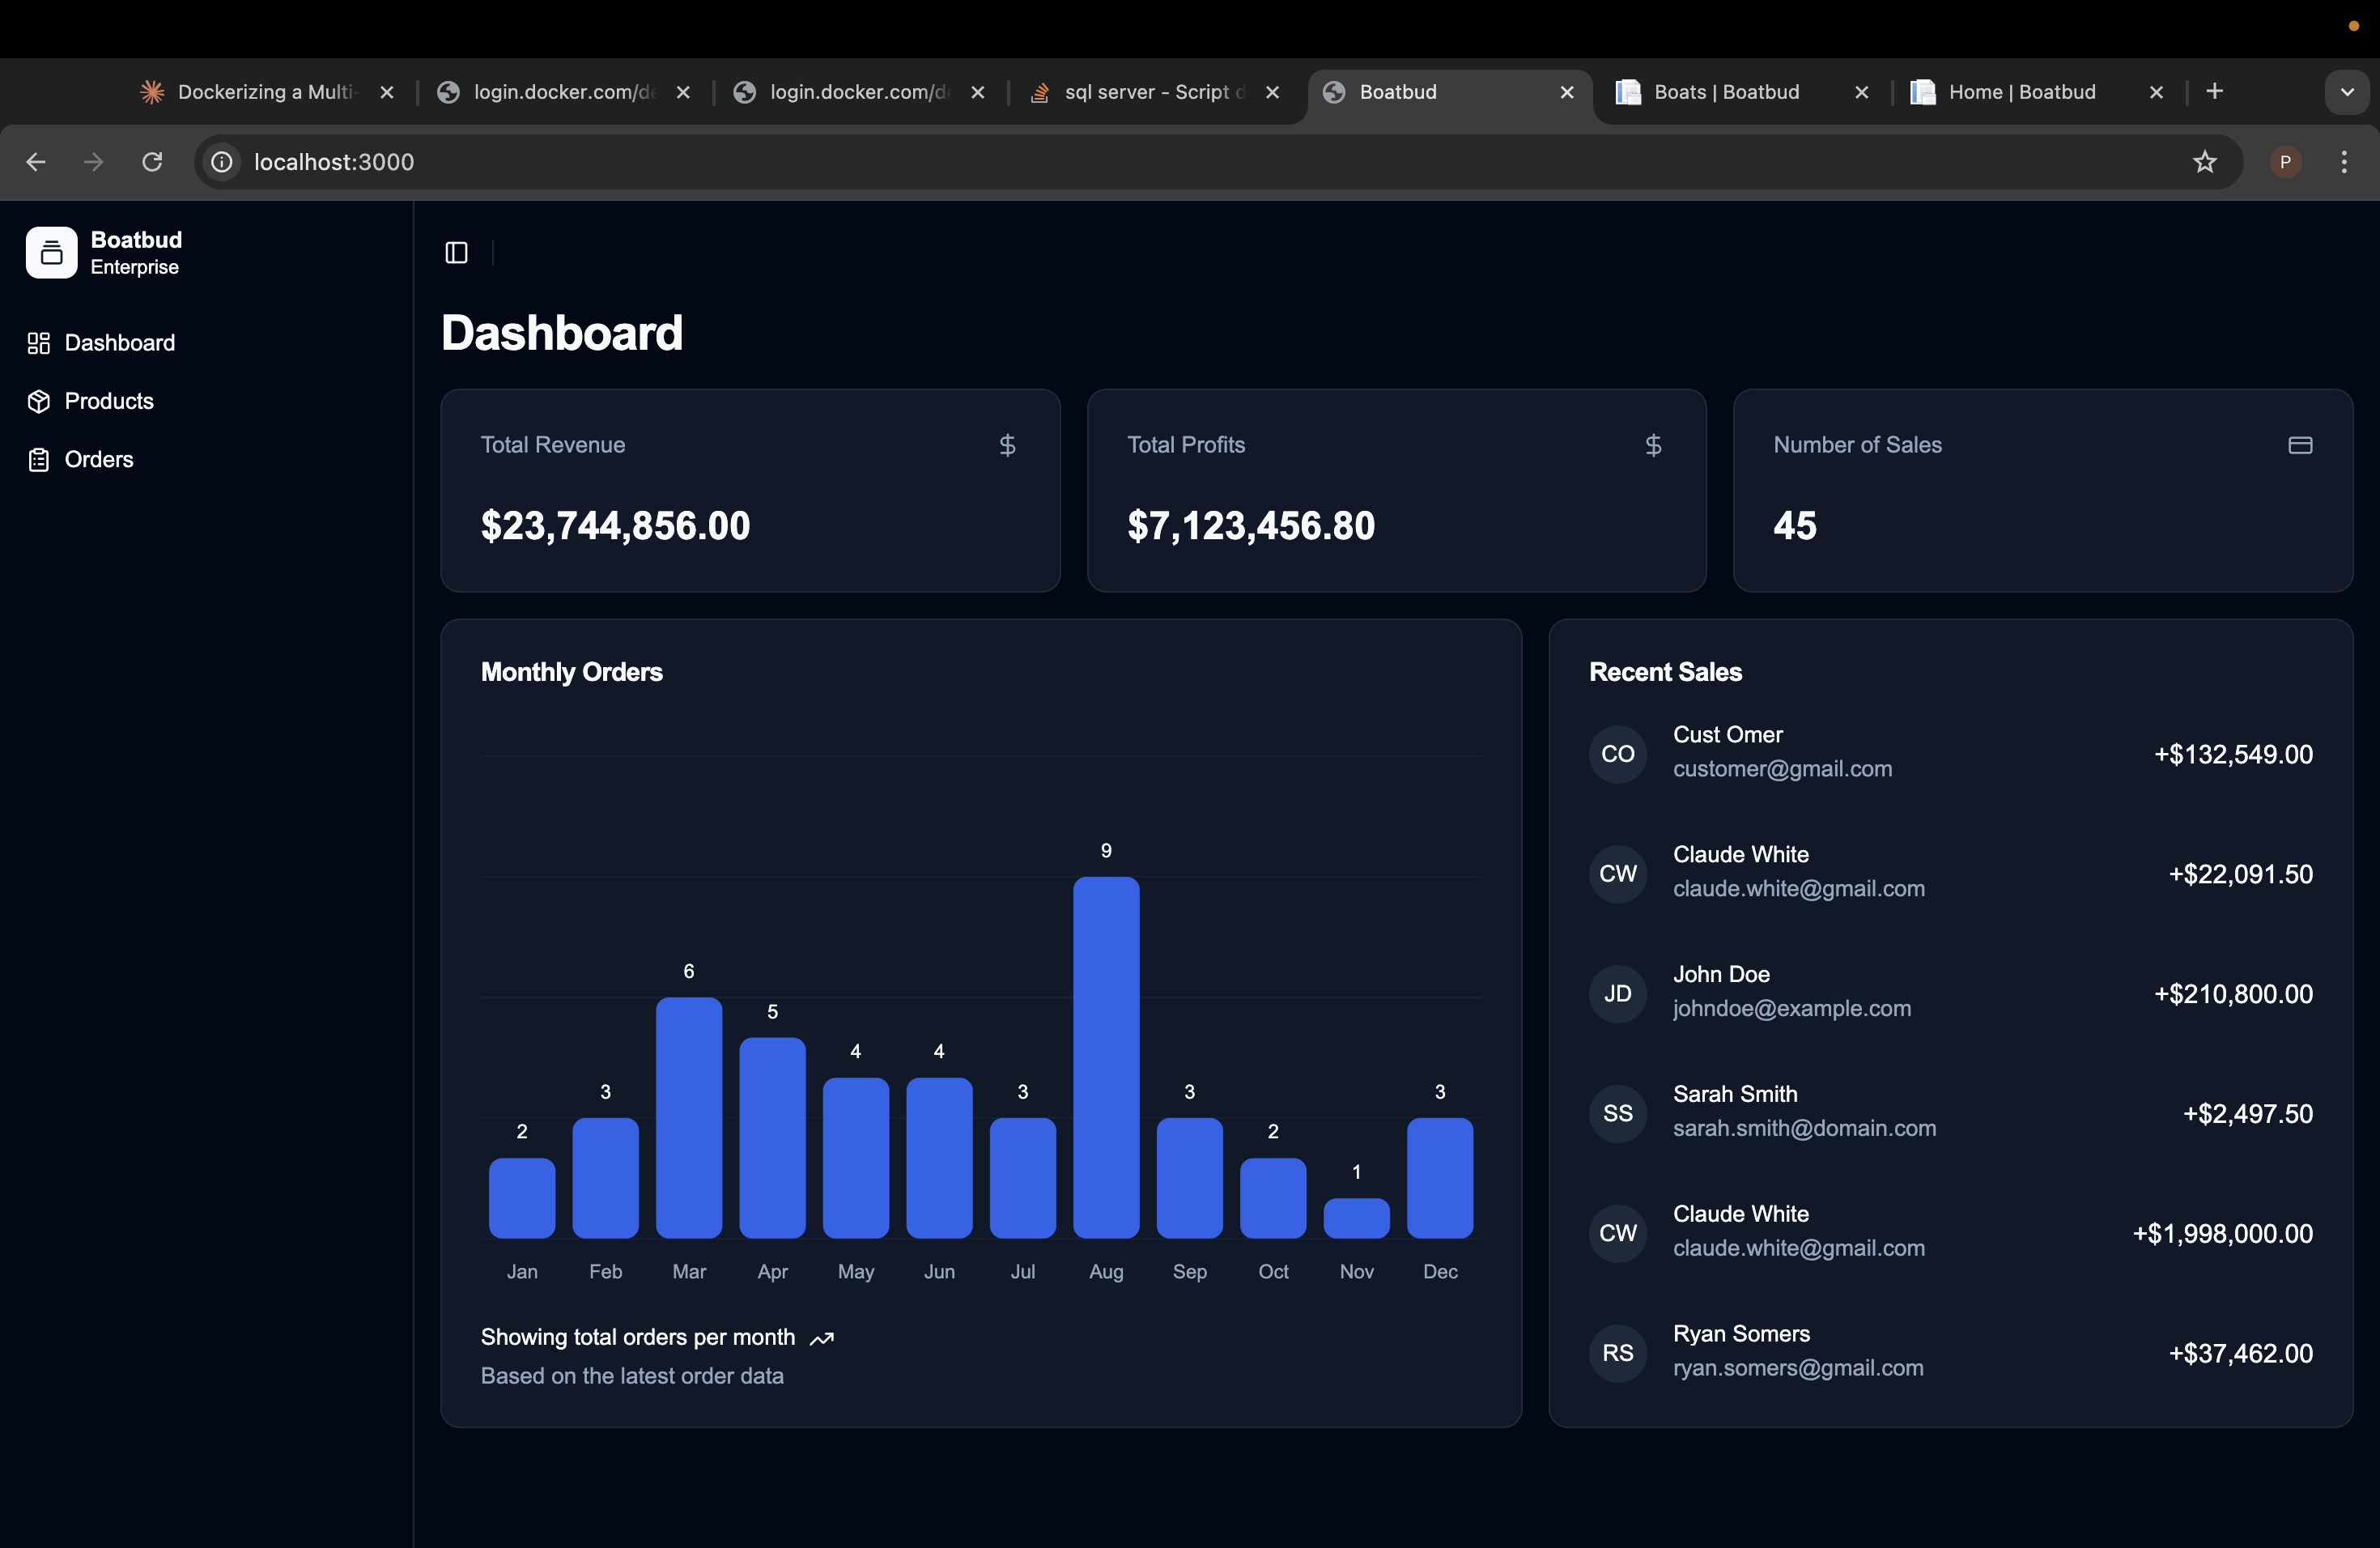 Dockerizing a Multi-
login.docker.com/de
login.docker.com/de
sql server - Script d
Boatbud
Boats | Boatbud
Home | Boatbud
localhost:3000
P
Boatbud
Enterprise
Dashboard
Products
Orders
Dashboard
Total Revenue
$
$23,744,856.00
Total Profits
$
$7,123,456.80
Number of Sales
45
Monthly Orders
2
3
6
5
4
4
3
9
3
2
1
3
Jan
Feb
Mar
Apr
May
Jun
Jul
Aug
Sep
Oct
Nov
Dec
Showing total orders per month
Based on the latest order data
Recent Sales
CO
Cust Omer
customer@gmail.com
+$132,549.00
CW
Claude White
claude.white@gmail.com
+$22,091.50
JD
John Doe
johndoe@example.com
+$210,800.00
SS
Sarah Smith
sarah.smith@domain.com
+$2,497.50
CW
Claude White
claude.white@gmail.com
+$1,998,000.00
RS
Ryan Somers
ryan.somers@gmail.com
+$37,462.00